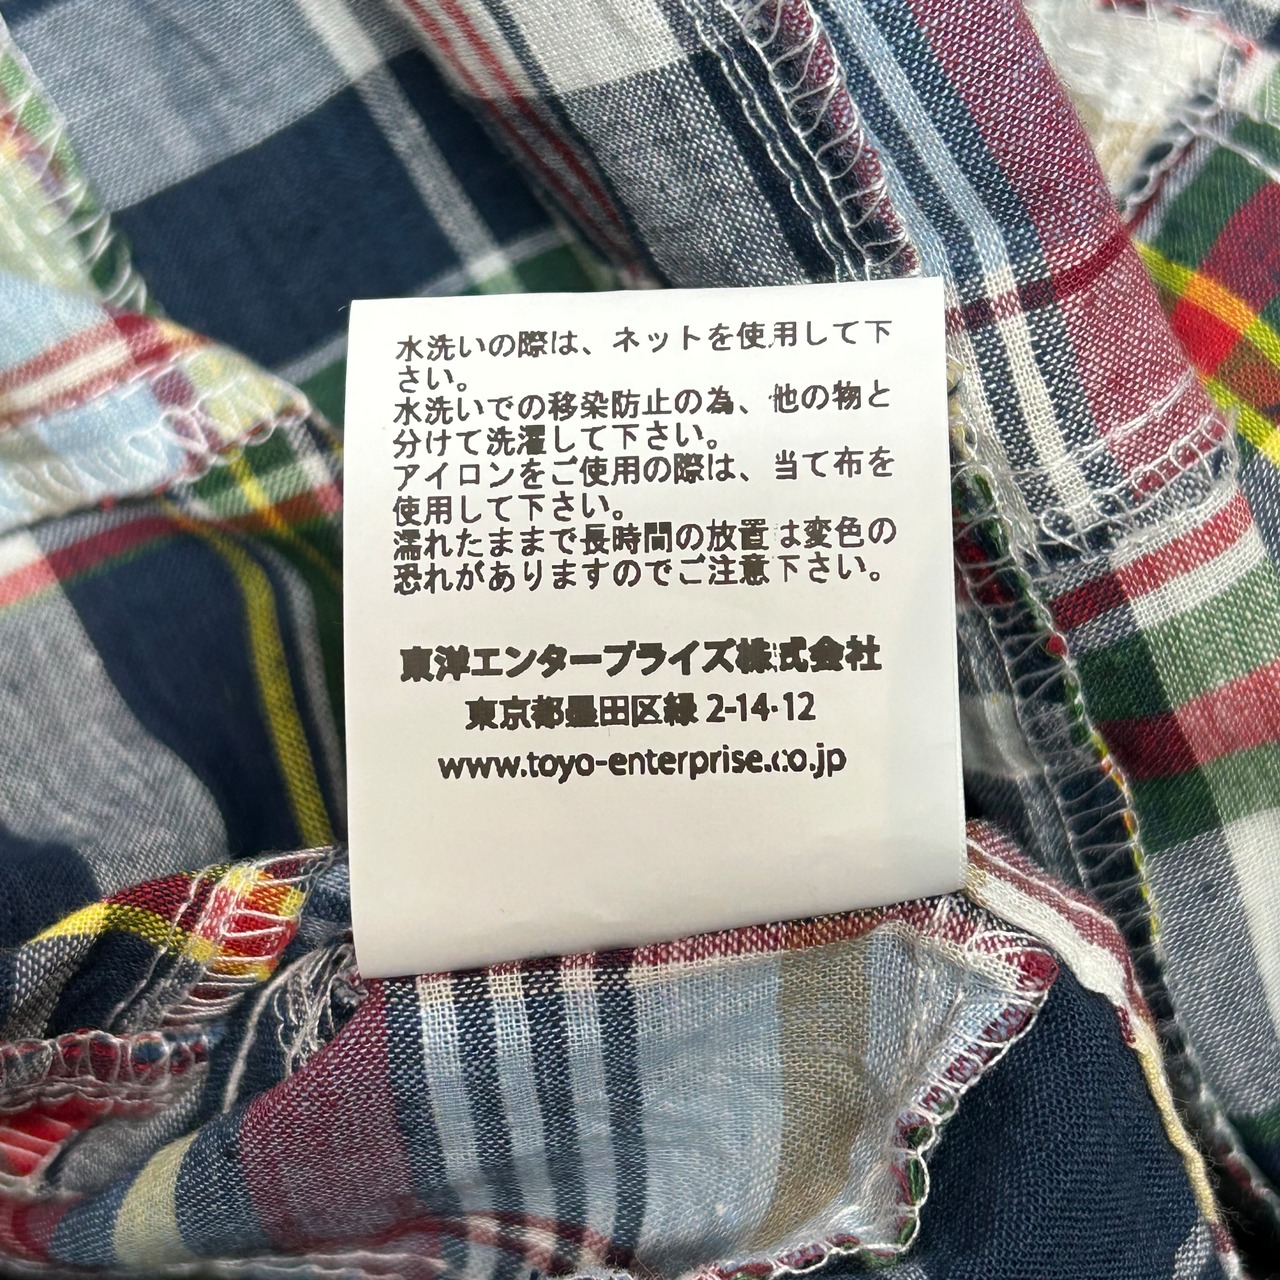 水洗いの際は、ネットを使用して下
さい。
水洗いでの移染防止の為、他の物と
分けて洗濯して下さい。
アイロンをご使用の際は、当て布を
使用して下さい。
濡れたままで長時間の放置は変色の
恐れがありますのでご注意下さい。
東洋エンタープライズ株式会社
東京都墨田区緑 2-14-12
www.toyo-enterprise.co.jp